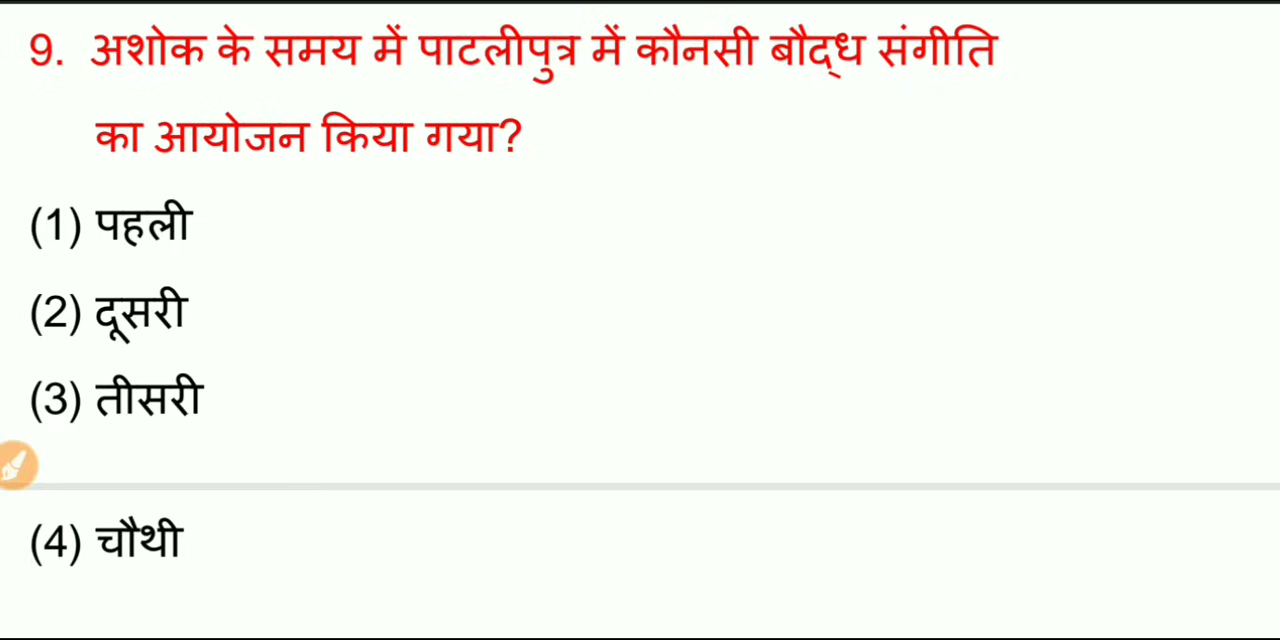 9. अशोक के समय में पाटलीपुत्र में कौनसी बौद्ध संगीति
का आयोजन किया गया?
(1) पहली
(2) दूसरी
(3) तीसरी
(4) चौथी